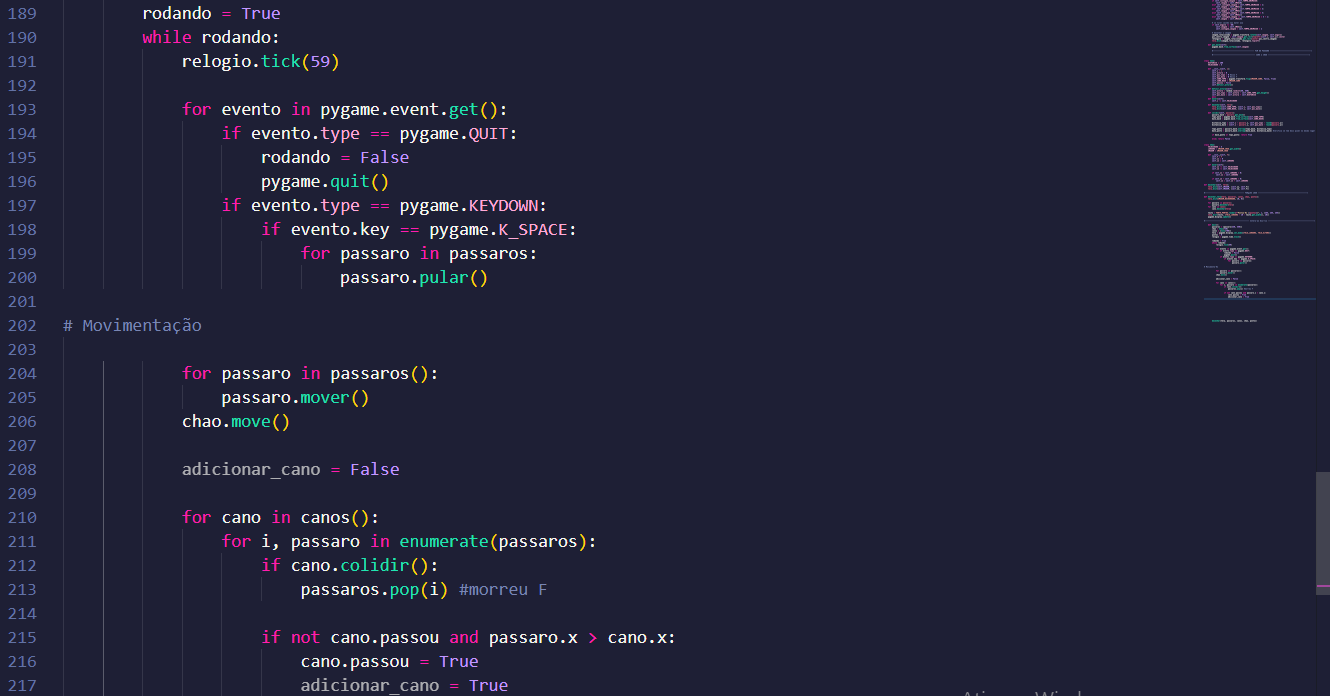 189 rodando = True
190 while rodando:
191 relogio.tick(59)
192
193 for evento in pygame.event.get():
194 if evento.type == pygame.QUIT:
195 rodando = False
196 pygame.quit()
197 if evento.type == pygame.KEYDOWN:
198 if evento.key == pygame.K_SPACE:
199 for passaro in passaros:
200 passaro.pular()
201
202 # Movimentação
203
204 for passaro in passaros():
205 passaro.mover()
206 chao.move()
207
208 adicionar_cano = False
209
210 for cano in canos():
211 for i, passaro in enumerate(passaros):
212 if cano.colidir():
213 passaros.pop(i) #morreu F
214
215 if not cano.passou and passaro.x > cano.x:
216 cano.passou = True
217 adicionar_cano = True